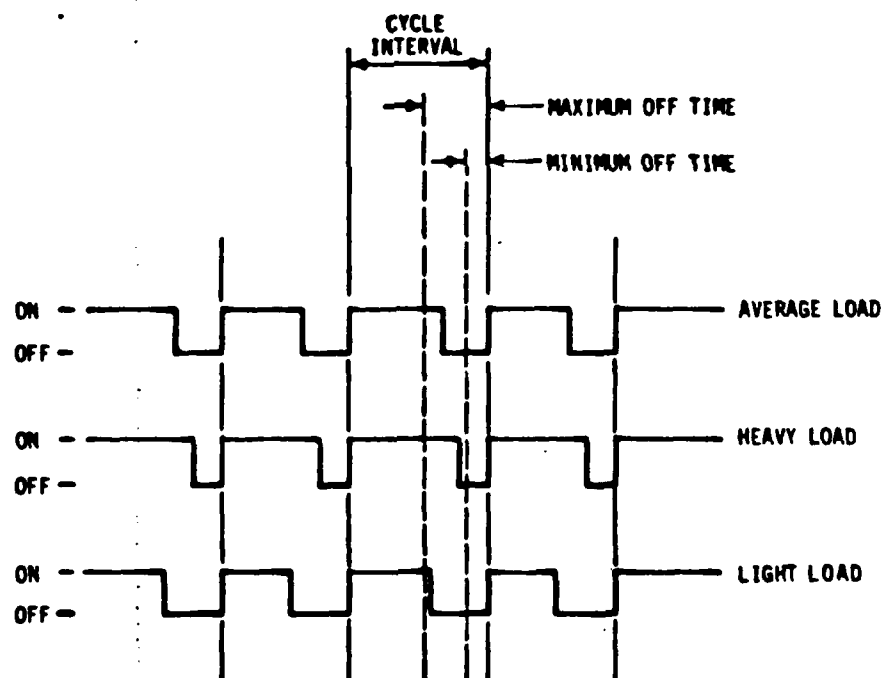 CYCLE
INTERVAL
MAXIMUM OFF TIME
MINIMUM OFF TIME
ON
OFF
AVERAGE LOAD
ON
OFF
HEAVY LOAD
ON
OFF
LIGHT LOAD